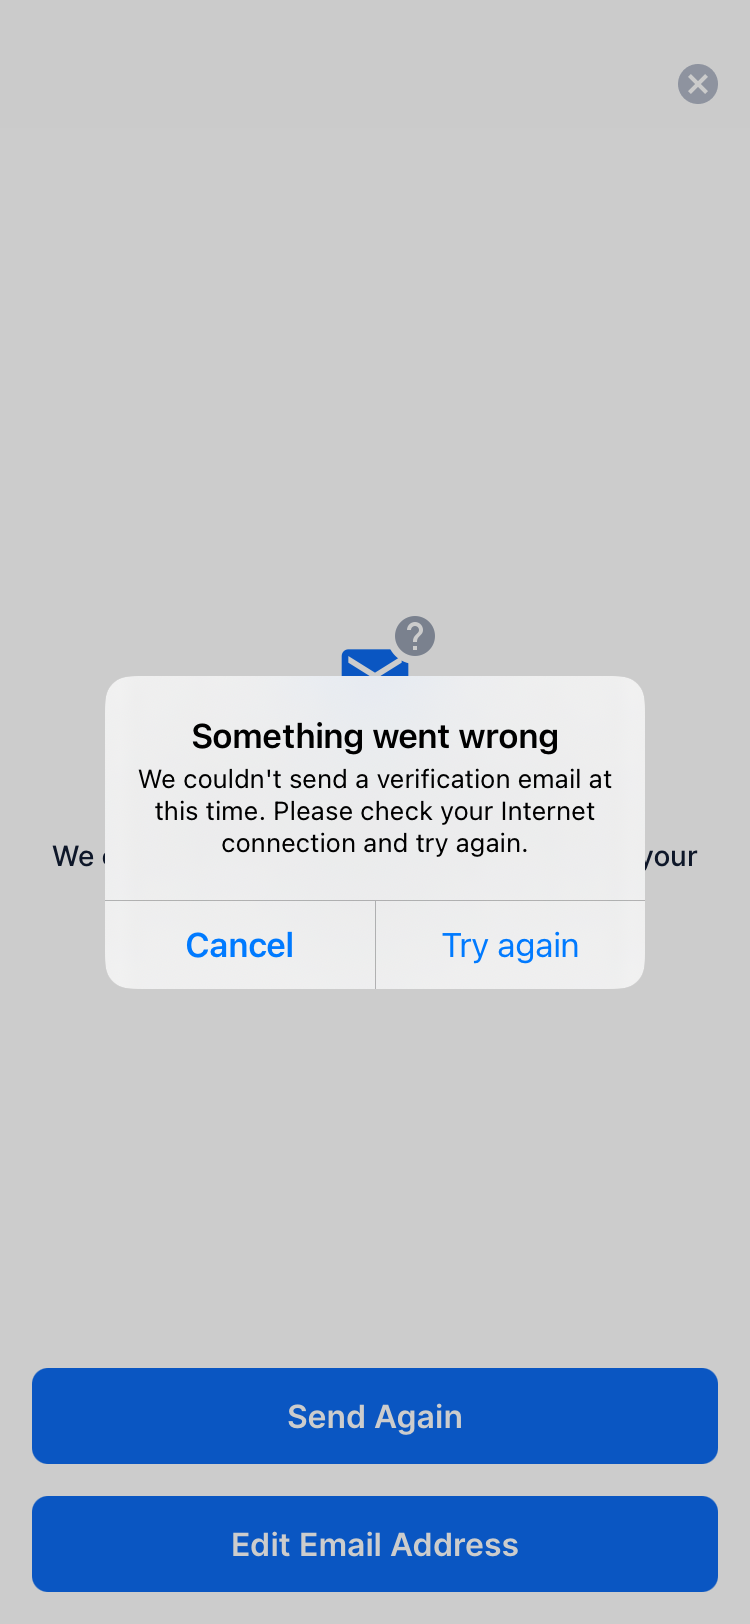 ?
Something went wrong
We couldn't send a verification email at
this time. Please check your Internet
connection and try again.
We your
Cancel Try again
Send Again
Edit Email Address